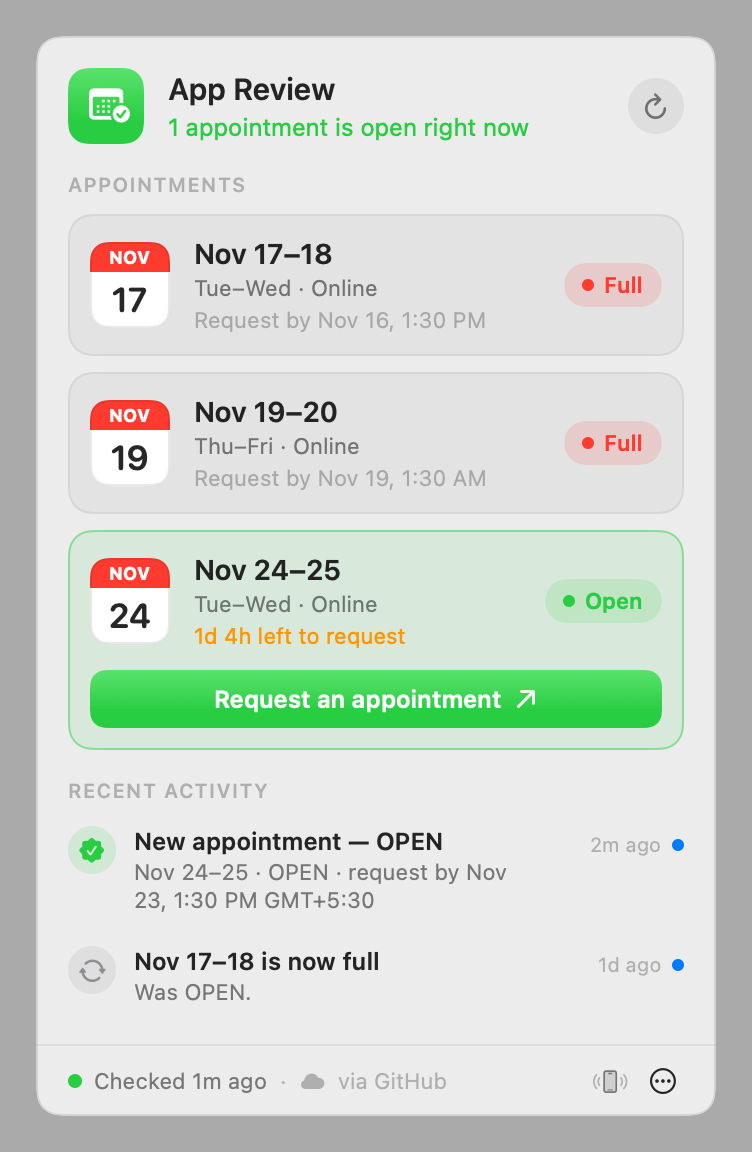 App Review
1 appointment is open right now
APPOINTMENTS
NOV
17
Nov 17–18
Tue–Wed · Online
Request by Nov 16, 1:30 PM
Full
NOV
19
Nov 19–20
Thu–Fri · Online
Request by Nov 19, 1:30 AM
Full
NOV
24
Nov 24–25
Tue–Wed · Online
1d 4h left to request
Open
Request an appointment
RECENT ACTIVITY
New appointment — OPEN
2m ago
Nov 24–25 · OPEN · request by Nov
23, 1:30 PM GMT+5:30
Nov 17–18 is now full
1d ago
Was OPEN.
Checked 1m ago · via GitHub